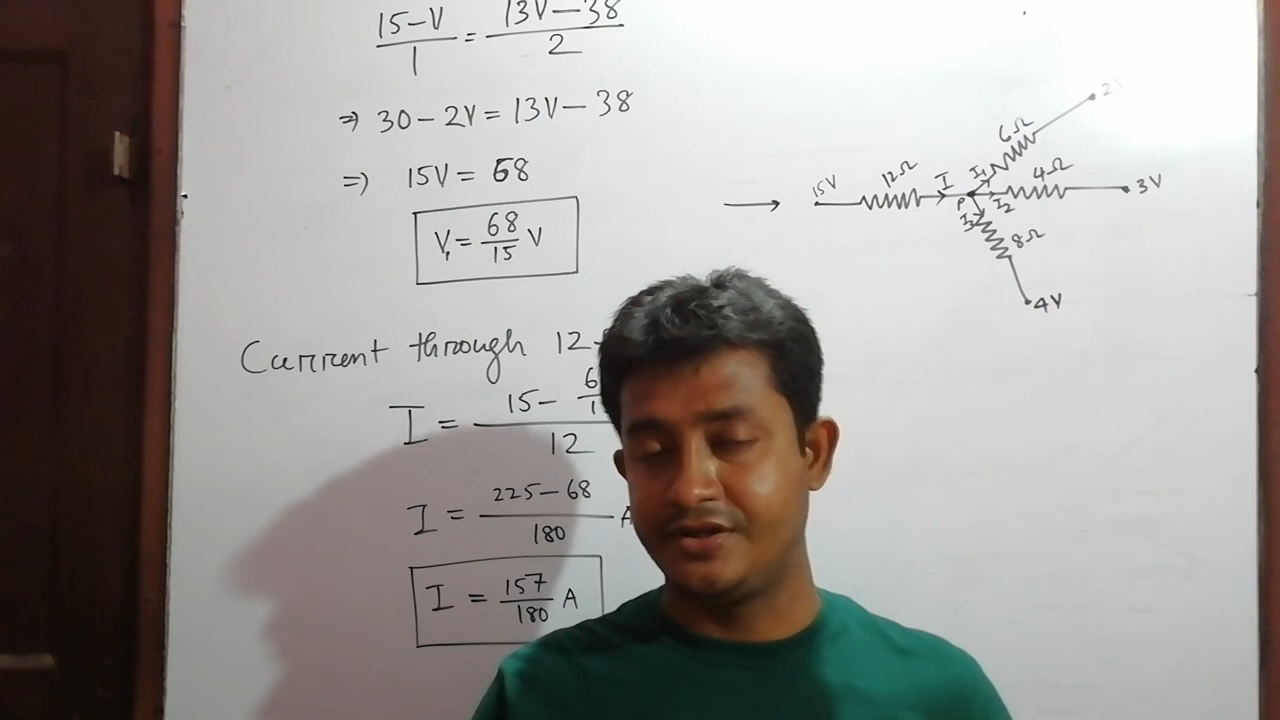 15-V/1 = 13V-38/2
⇒ 30-2V = 13V-38
⇒ 15V = 68
V₁ = 68/15 V
Current through 12
I = 15-6/12
I = 225-68/180
I = 157/180 A
15V 12Ω I P
I₁ 6Ω
I₂ 4Ω 3V
I₃ 8Ω 4V